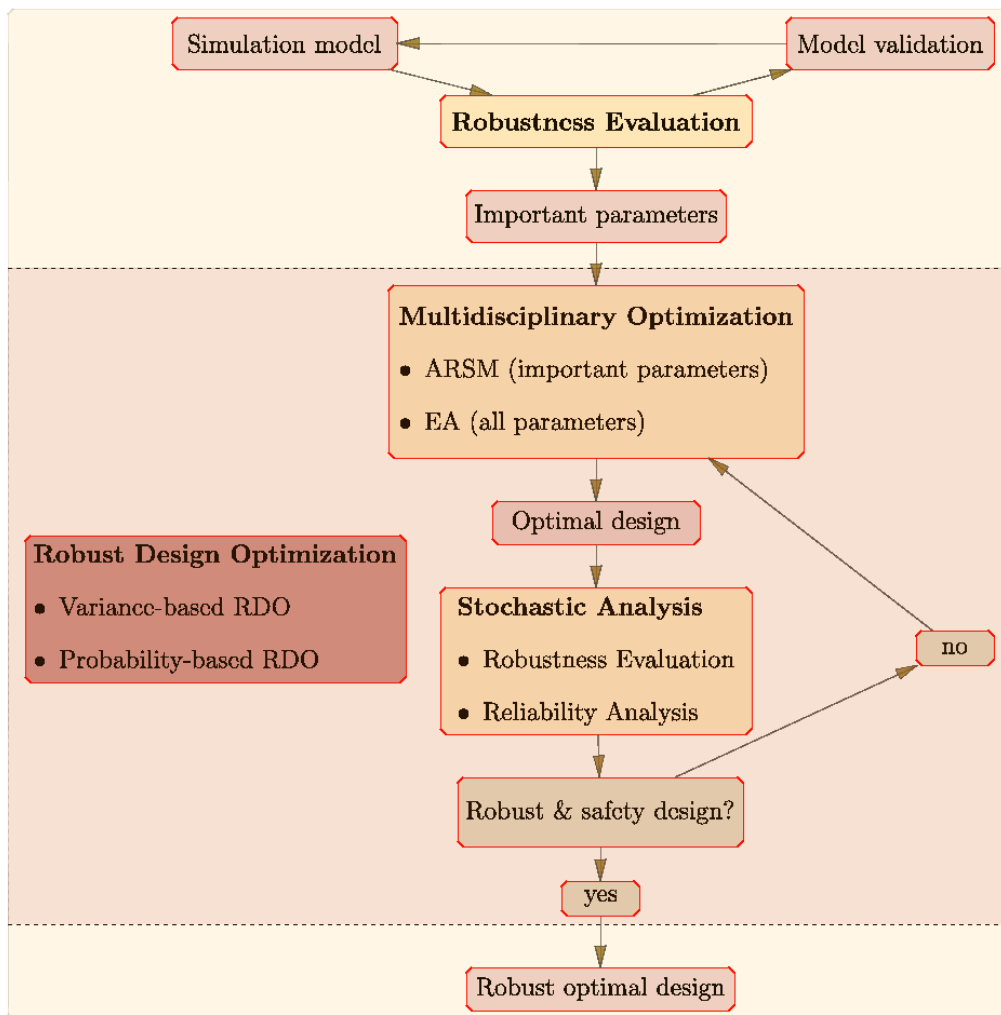 Simulation model
Model validation
Robustness Evaluation
Important parameters
Multidisciplinary Optimization
• ARSM (important parameters)
• EA (all parameters)
Optimal design
Robust Design Optimization
• Variance-based RDO
• Probability-based RDO
Stochastic Analysis
• Robustness Evaluation
• Reliability Analysis
no
Robust & safety design?
yes
Robust optimal design